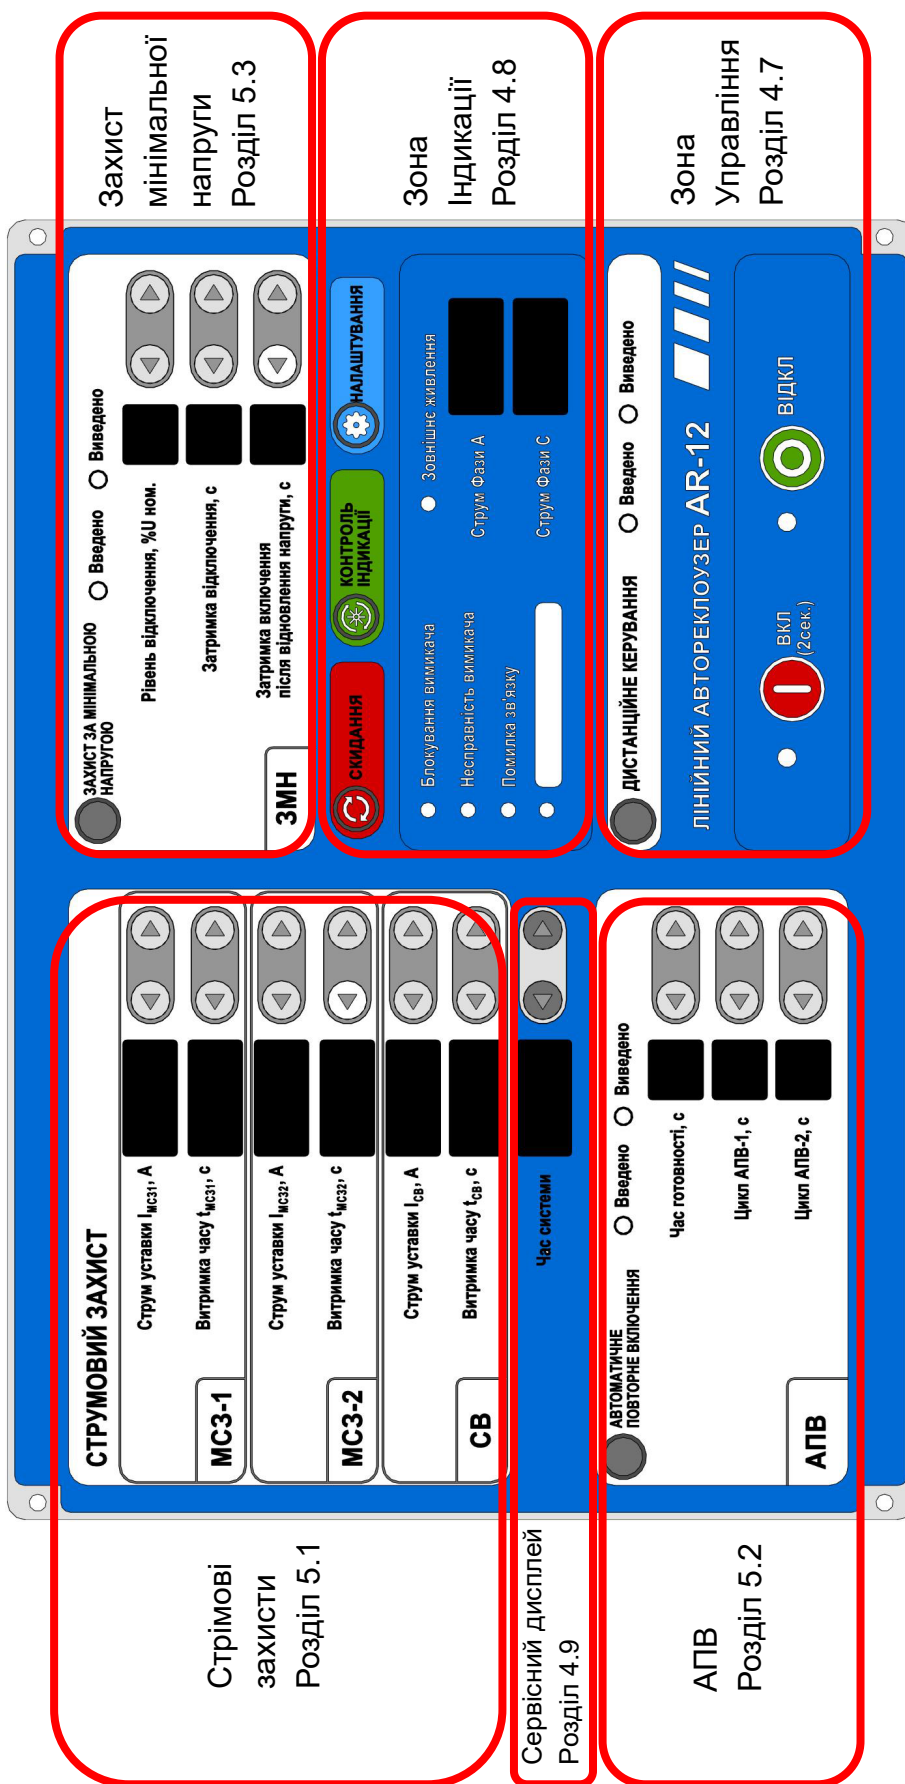 Стрімові
захисти
Розділ 5.1
СТРУМОВИЙ ЗАХИСТ
Струм уставки IМСЗ1, А
Витримка часу tМСЗ1, с
МСЗ-1
Струм уставки IМСЗ2, А
Витримка часу tМСЗ2, с
МСЗ-2
Струм уставки IСВ, А
Витримка часу tСВ, с
СВ
Сервісний дисплей
Розділ 4.9
Час системи
АПВ
Розділ 5.2
АВТОМАТИЧНЕ
ПОВТОРНЕ ВКЛЮЧЕННЯ
Введено
Виведено
Час готовності, с
Цикл АПВ-1, с
Цикл АПВ-2, с
АПВ
Захист
мінімальної
напруги
Розділ 5.3
ЗАХИСТ ЗА МІНІМАЛЬНОЮ
НАПРУГОЮ
Введено
Виведено
Рівень відключення, %U ном.
Затримка відключення, с
Затримка включення
після відновлення напруги, с
ЗМН
Зона
Індикації
Розділ 4.8
СКИДАННЯ
КОНТРОЛЬ
ІНДИКАЦІЇ
НАЛАШТУВАННЯ
Блокування вимикача
Зовнішнє живлення
Несправність вимикача
Струм Фази А
Помилка зв'язку
Струм Фази С
Зона
Управління
Розділ 4.7
ДИСТАНЦІЙНЕ КЕРУВАННЯ
Введено
Виведено
ЛІНІЙНИЙ АВТОРЕКЛОУЗЕР AR-12
ВКЛ
(2сек.)
ВІДКЛ